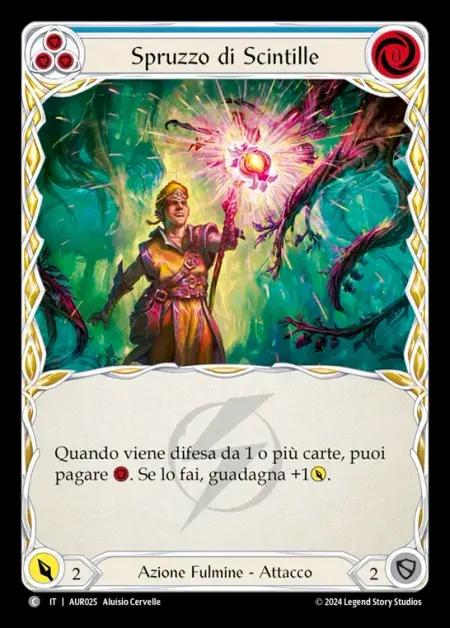 Spruzzo di Scintille
0
Quando viene difesa da 1 o più carte, puoi
pagare. Se lo fai, guadagna +1.
2
Azione Fulmine - Attacco
2
C IT | AUR025 Aluisio Cervelle
© 2024 Legend Story Studios